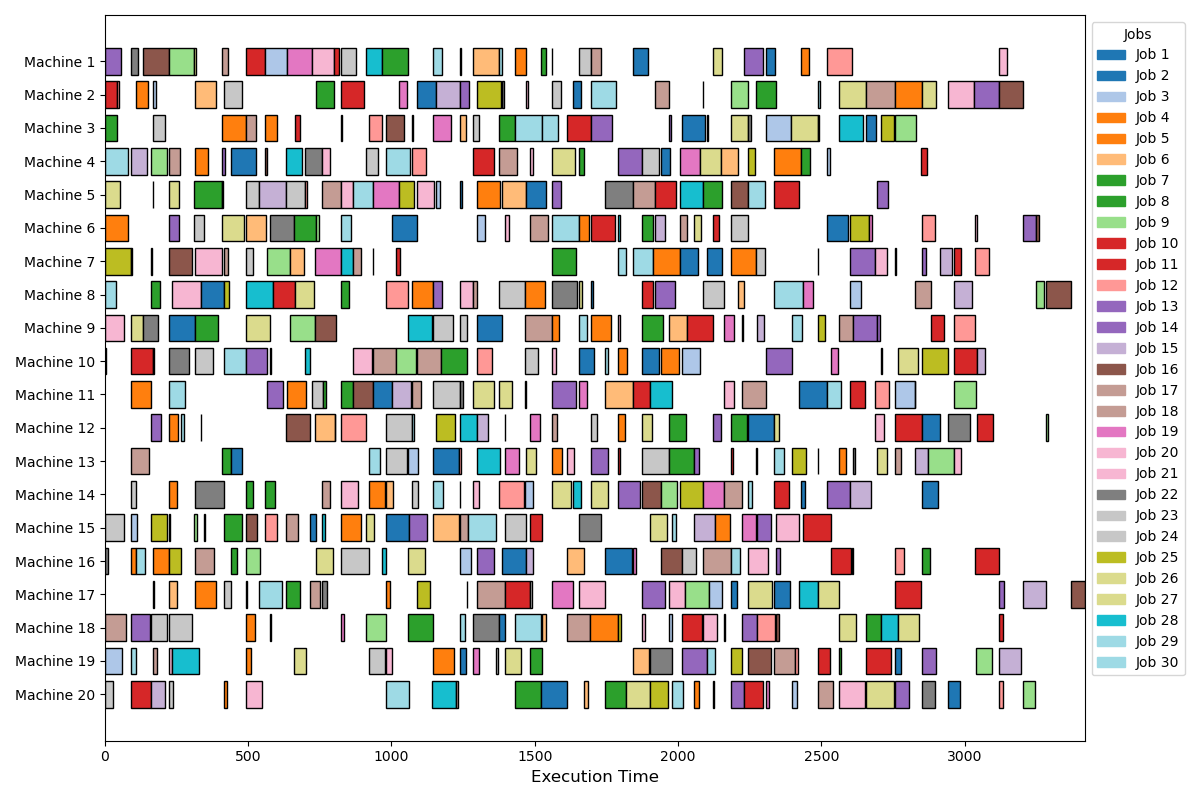 Machine 1
Machine 2
Machine 3
Machine 4
Machine 5
Machine 6
Machine 7
Machine 8
Machine 9
Machine 10
Machine 11
Machine 12
Machine 13
Machine 14
Machine 15
Machine 16
Machine 17
Machine 18
Machine 19
Machine 20
0 500 1000 1500 2000 2500 3000
Execution Time
Jobs
Job 1
Job 2
Job 3
Job 4
Job 5
Job 6
Job 7
Job 8
Job 9
Job 10
Job 11
Job 12
Job 13
Job 14
Job 15
Job 16
Job 17
Job 18
Job 19
Job 20
Job 21
Job 22
Job 23
Job 24
Job 25
Job 26
Job 27
Job 28
Job 29
Job 30